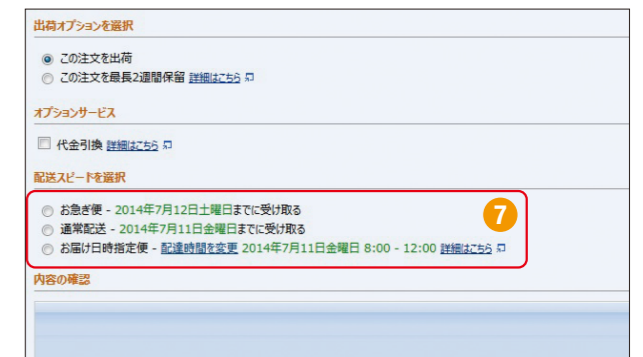 出荷オプションを選択
この注文を出荷
この注文を最長2週間保留 詳細はこちら
オプションサービス
代金引換 詳細はこちら
配送スピードを選択
お急ぎ便 - 2014年7月12日土曜日までに受け取る
通常配送 - 2014年7月11日金曜日までに受け取る
お届け日時指定便 - 配達時間を変更 2014年7月11日金曜日 8:00 - 12:00 詳細はこちら
7
内容の確認